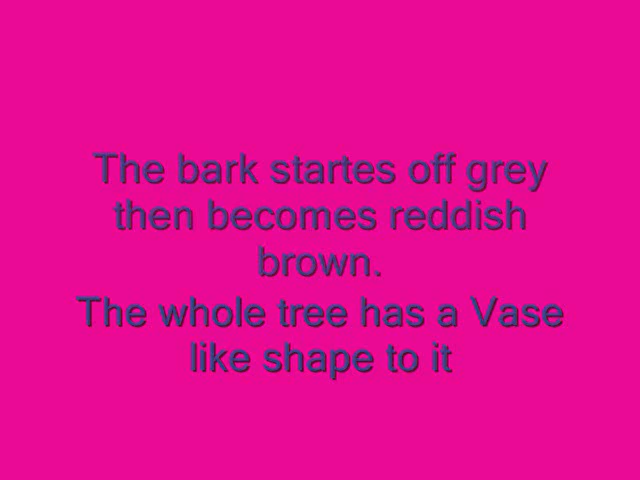 The bark startes off grey
then becomes reddish
brown.
The whole tree has a Vase
like shape to it